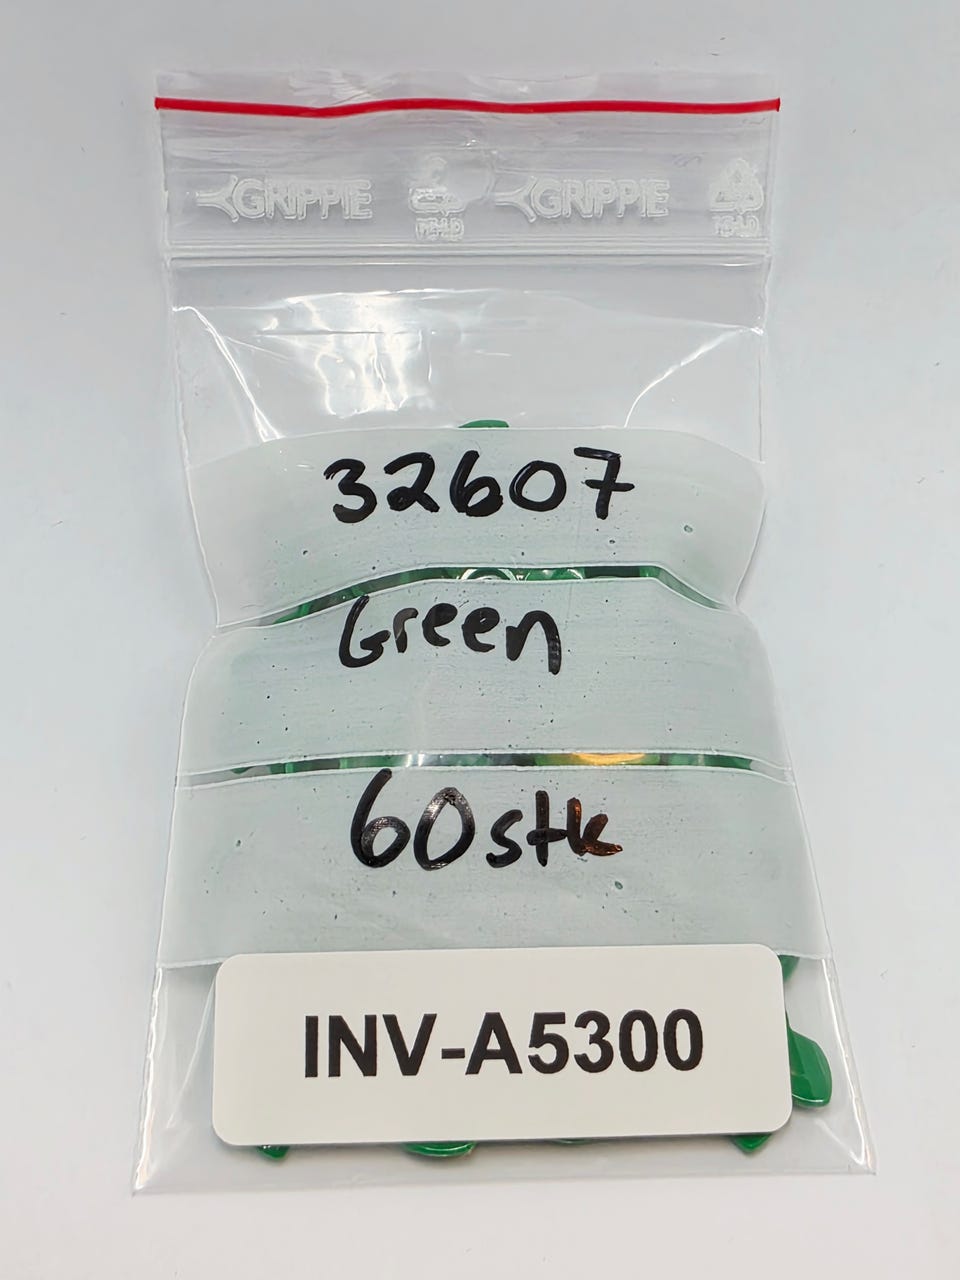 GRIPPIE GRIPPIE
32607
Green
60stk
INV-A5300